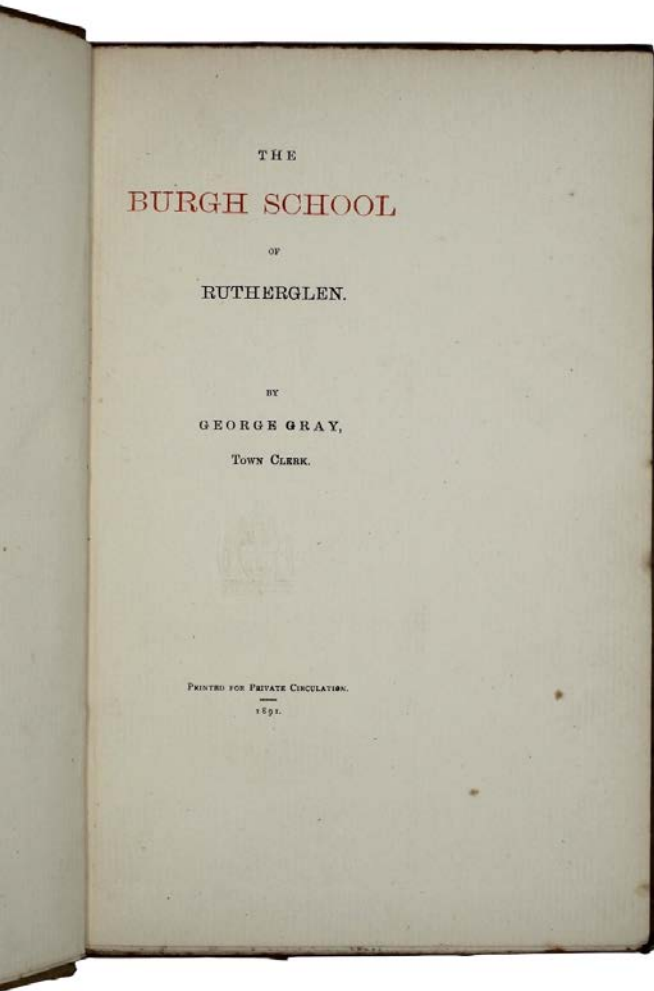 THE
BURGH SCHOOL
OF
RUTHERGLEN.
BY
GEORGE GRAY,
TOWN CLERK.
PRINTED FOR PRIVATE CIRCULATION.
1891.